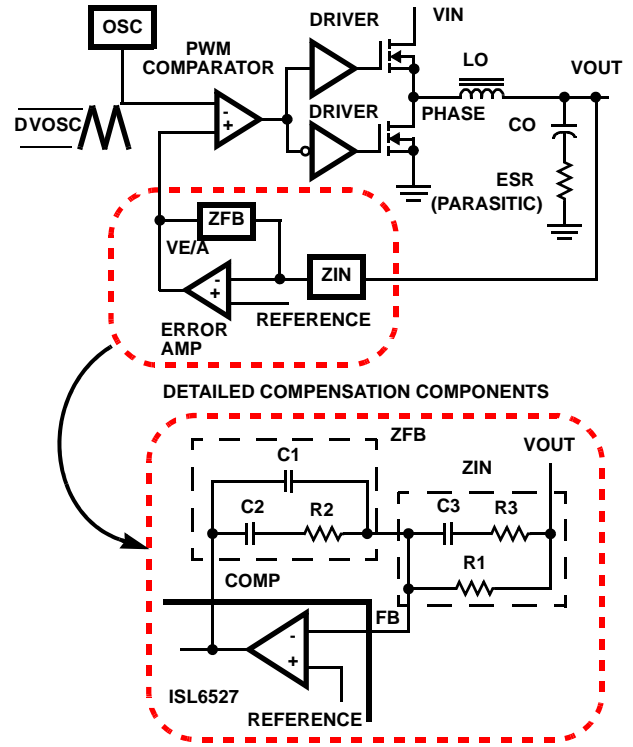 OSC
PWM
COMPARATOR
DRIVER
VIN
LO
VOUT
DVOSC
-
+
DRIVER
PHASE
CO
ESR
(PARASITIC)
ZFB
VE/A
ZIN
-
+
REFERENCE
ERROR
AMP
DETAILED COMPENSATION COMPONENTS
ZFB
VOUT
C1
ZIN
C2
R2
C3
R3
R1
COMP
FB
-
+
ISL6527
REFERENCE